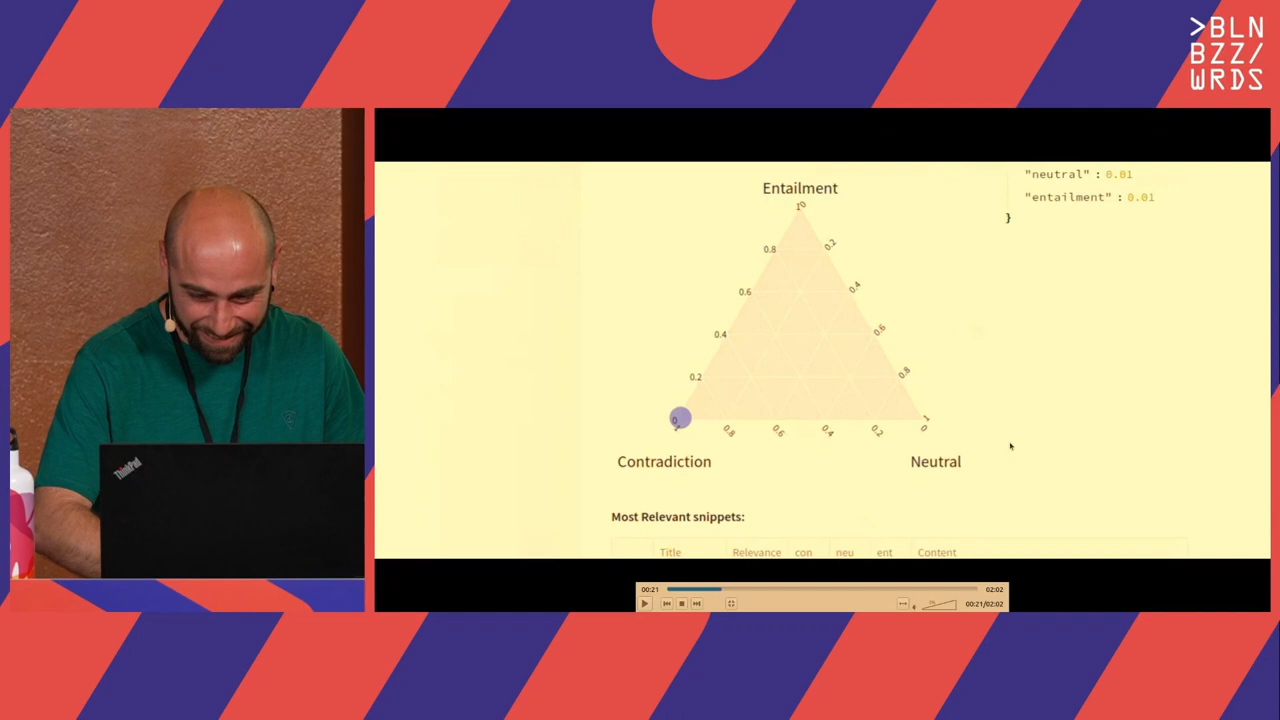 >BLN
BZZ/
WRDS
ThinkPad
"neutral" : 0.01
"entailment" : 0.01
}
Entailment
1 0
0.8 0.2
0.6 0.4
0.4 0.6
0.2 0.8
0 1
1 0.8 0.6 0.4 0.2 0
Contradiction Neutral
Most Relevant snippets:
Title Relevance con neu ent Content
00:21 02:02
00:21/02:02